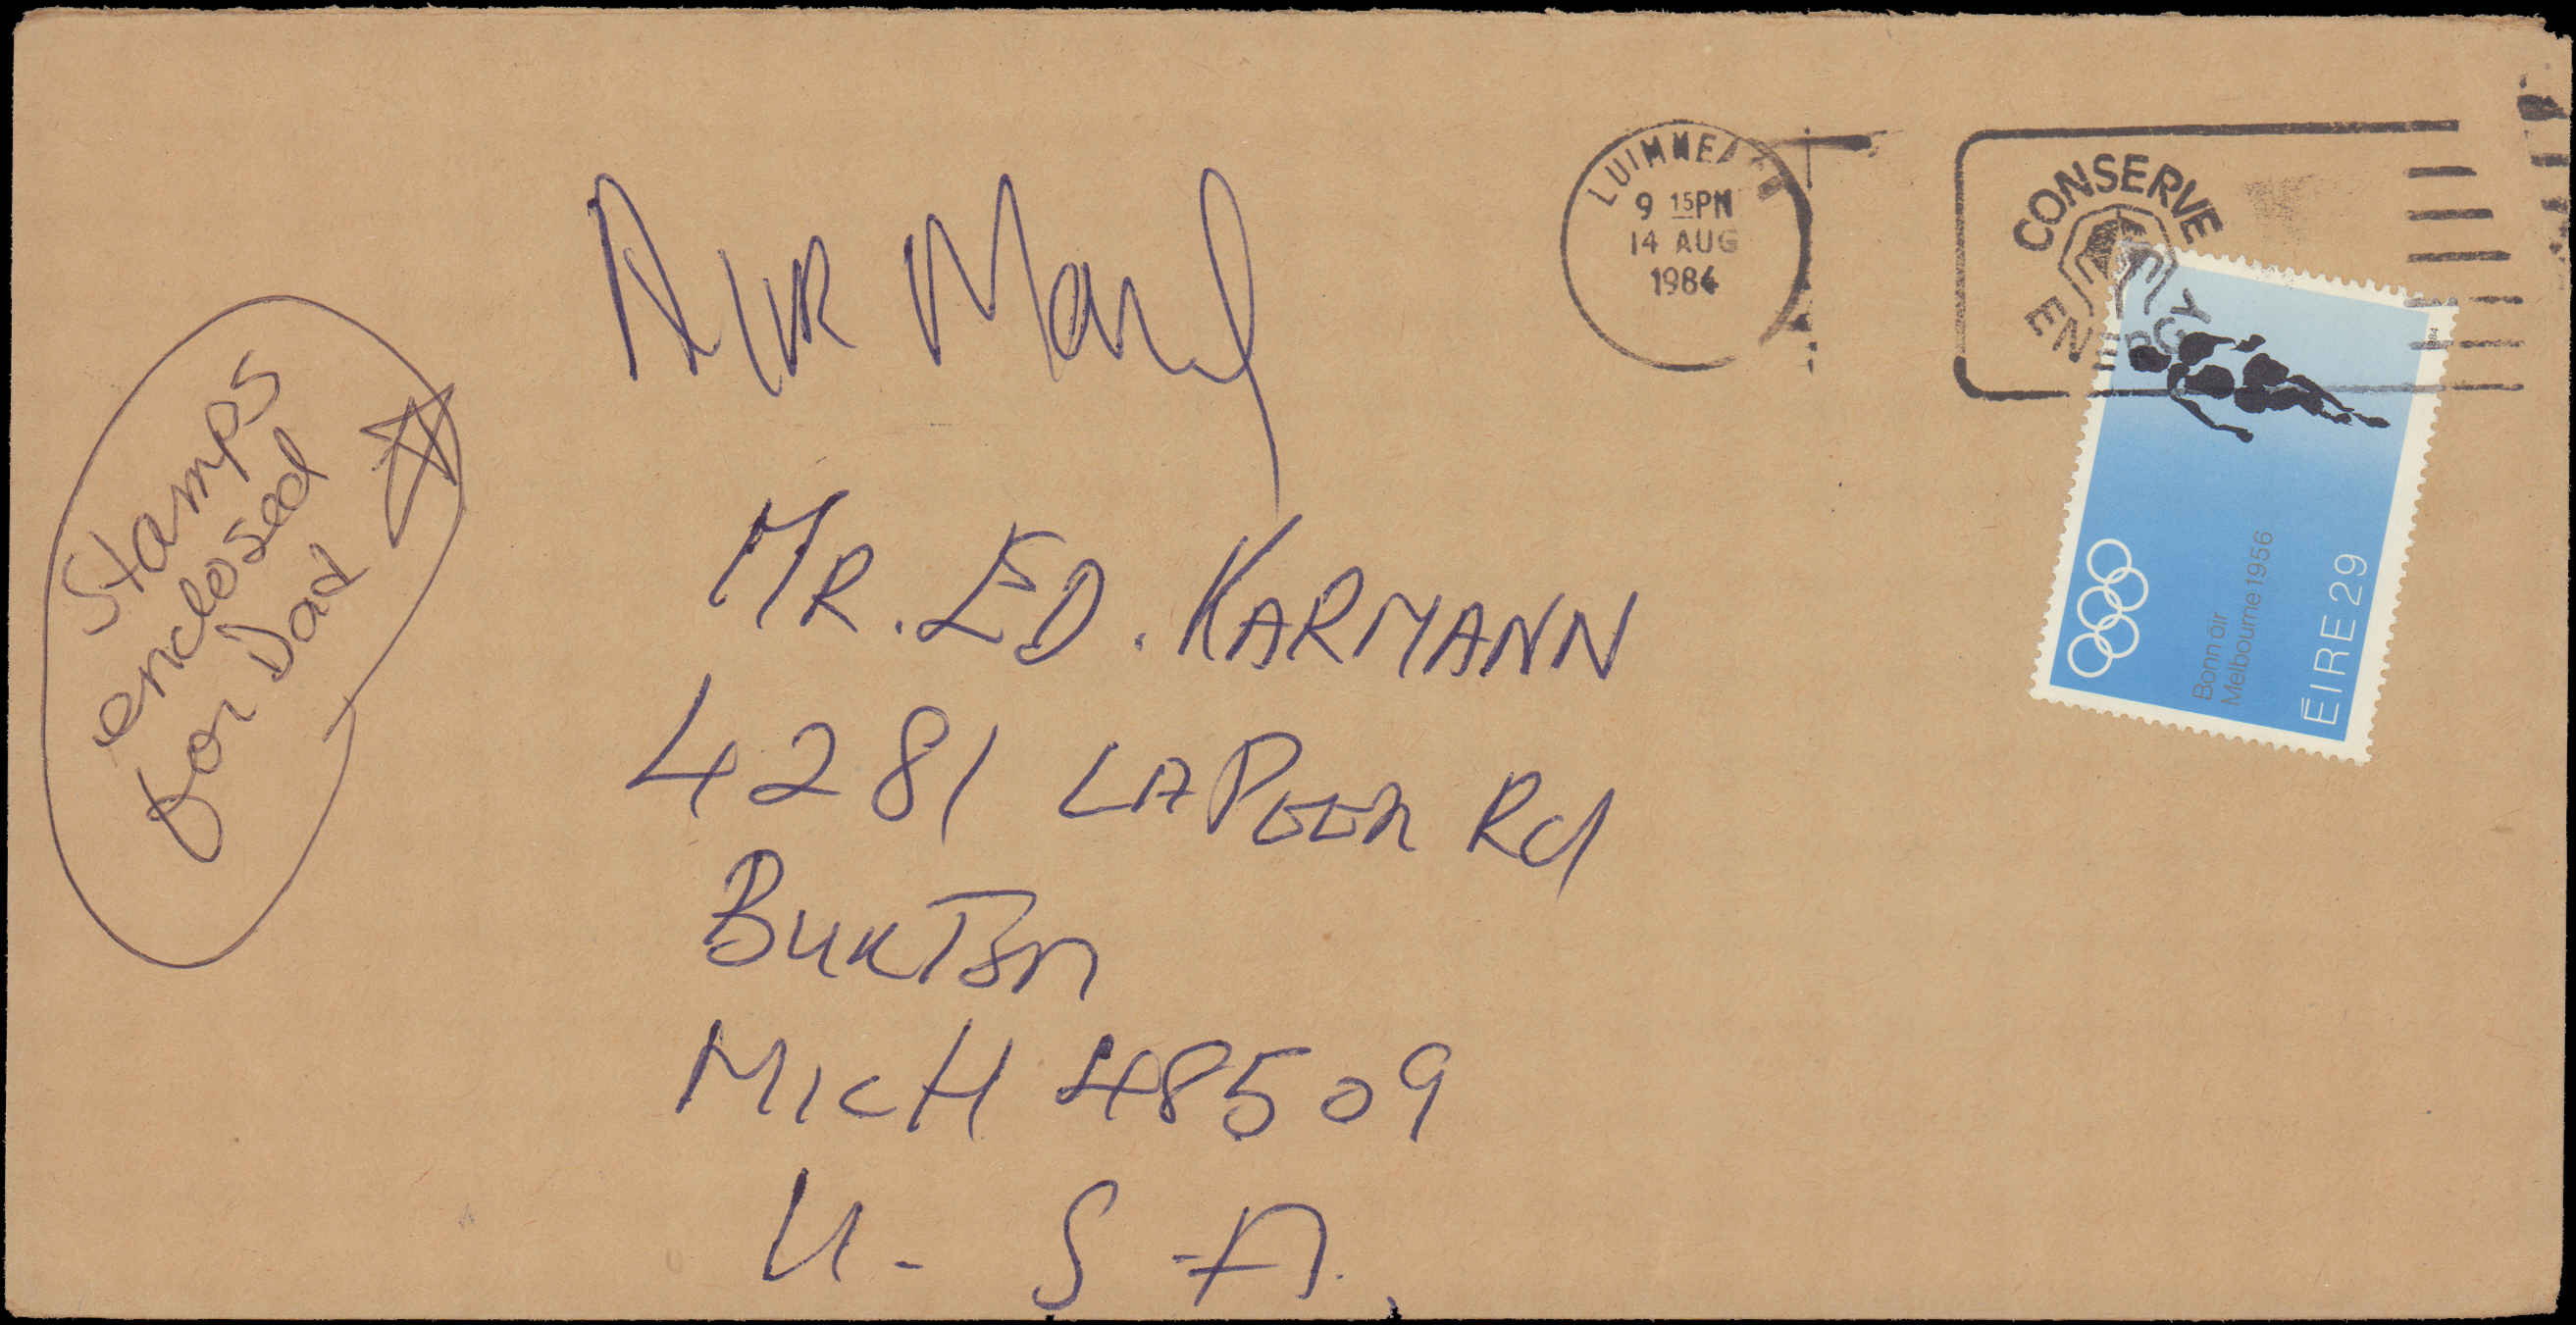 Air Mail
LUIMNEACH
9 15PM
14 AUG
1984
CONSERVE
ENERGY
Stamps
enclosed
for Dad
MR. ED. KARMANN
4281 LAPEER Rd
BURTON
MICH 48509
U.S.A.
Bonn óir
Melbourne 1956
ÉIRE 29